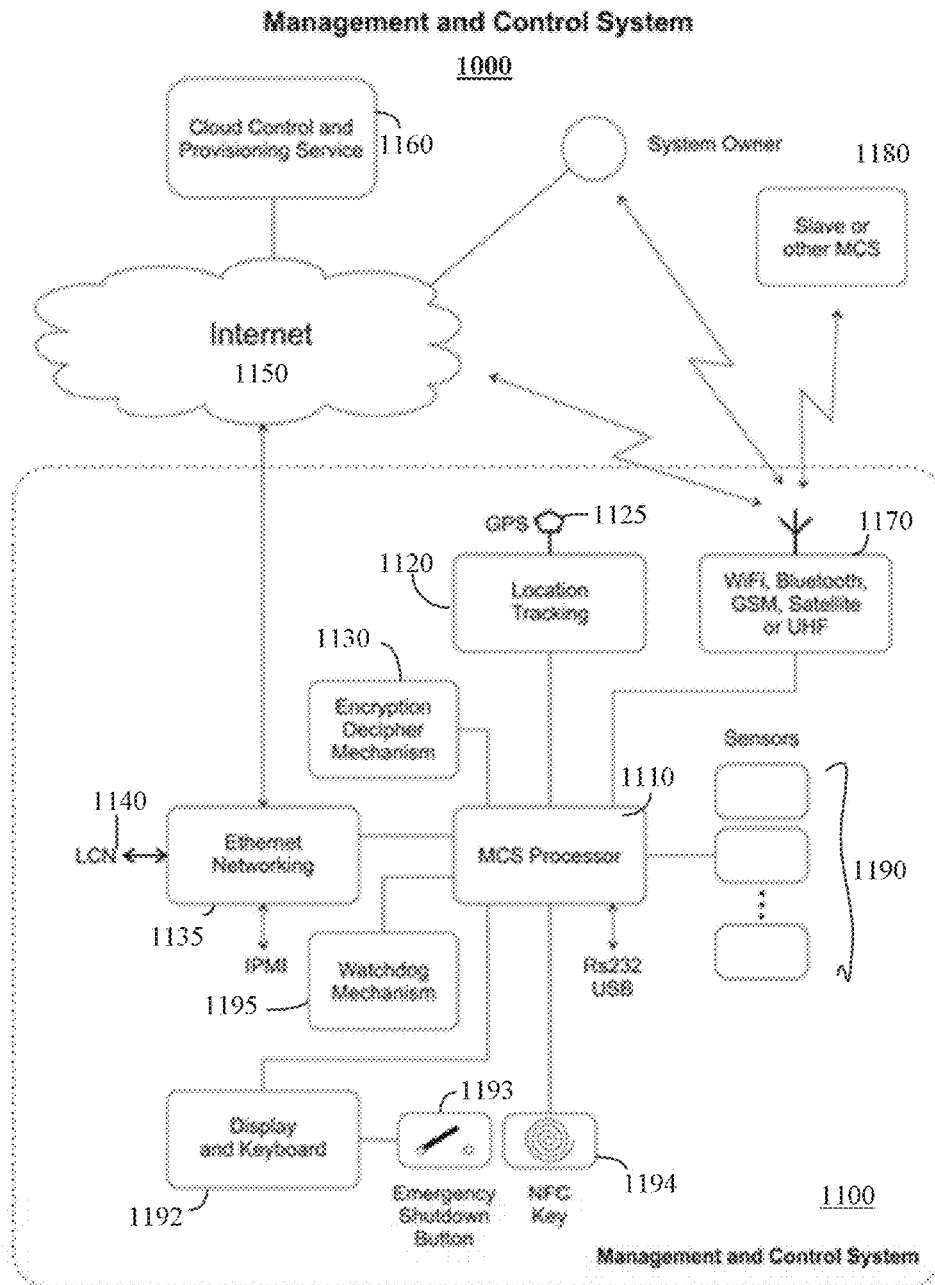 Management and Control System
1000
Cloud Control and
Provisioning Service
1160
System Owner
1180
Slave or
other MCS
Internet
1150
GPS
1125
1120
Location
Tracking
1170
WiFi, Bluetooth,
GSM, Satellite
or UHF
1130
Encryption
Decipher
Mechanism
Sensors
1110
1140
LCN
Ethernet
Networking
MCS Processor
1190
1135
IPMI
Watchdog
Mechanism
1195
Rs232
USB
1193
Display
and Keyboard
1192
Emergency
Shutdown
Button
NFC
Key
1194
1100
Management and Control System